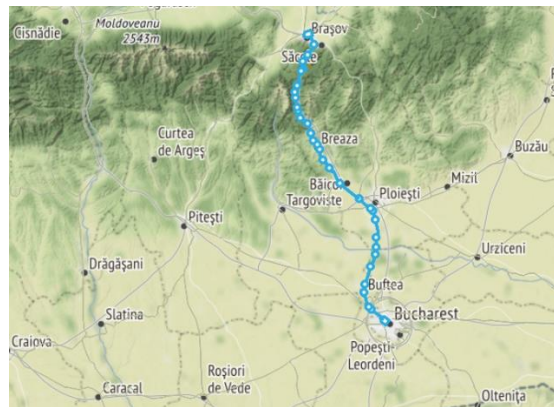 Cisnădie
Moldoveanu
2543m
Brașov
Săcele
Curtea
de Argeș
Breaza
Buzău
Băicoi
Mizil
Targoviste
Ploiești
Pitești
Urziceni
Drăgășani
Buftea
Slatina
Bucharest
Craiova
Popești-
Leordeni
Roșiori
de Vede
Caracal
Oltenița